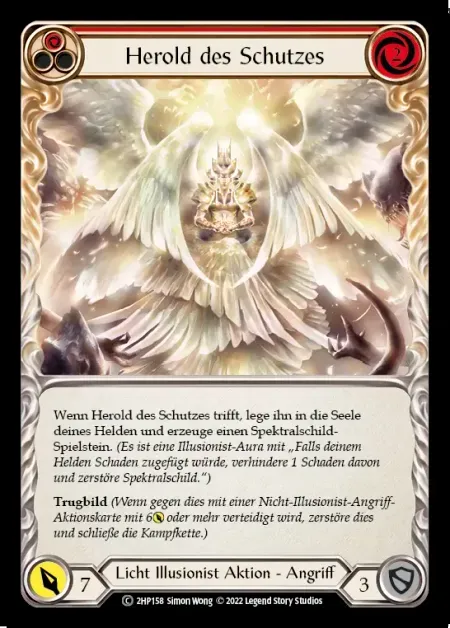 Herold des Schutzes
2
Wenn Herold des Schutzes trifft, lege ihn in die Seele
deines Helden und erzeuge einen Spektralschild-
Spielstein. (Es ist eine Illusionist-Aura mit „Falls deinem
Helden Schaden zugefügt würde, verhindere 1 Schaden davon
und zerstöre Spektralschild.“)
Trugbild (Wenn gegen dies mit einer Nicht-Illusionist-Angriff-
Aktionskarte mit 6 oder mehr verteidigt wird, zerstöre dies
und schließe die Kampfkette.)
7 Licht Illusionist Aktion - Angriff 3
C 2HP158 Simon Wong © 2022 Legend Story Studios